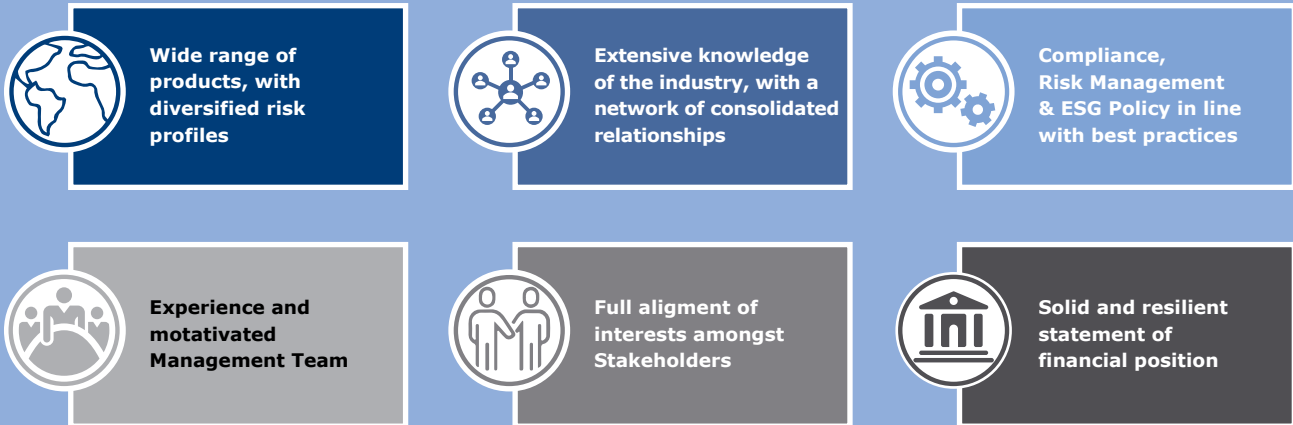 Wide range of
products, with
diversified risk
profiles
Extensive knowledge
of the industry, with a
network of consolidated
relationships
Compliance,
Risk Management
& ESG Policy in line
with best practices
Experience and
motativated
Management Team
Full aligment of
interests amongst
Stakeholders
Solid and resilient
statement of
financial position